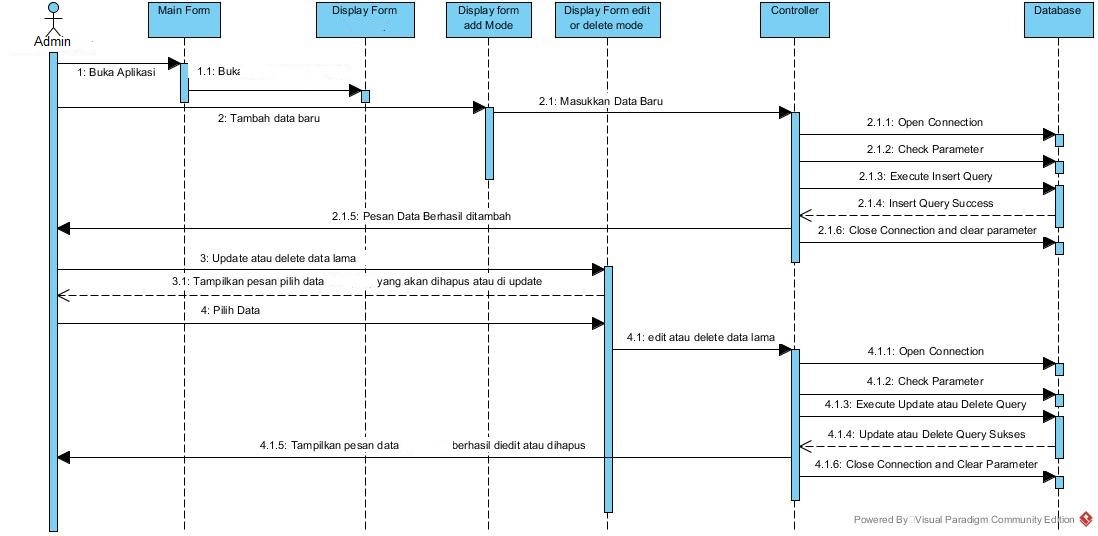 Main Form
Display Form
Display form
add Mode
Display Form edit
or delete mode
Controller
Database
Admin
1: Buka Aplikasi
1.1: Buka
2: Tambah data baru
2.1: Masukkan Data Baru
2.1.1: Open Connection
2.1.2: Check Parameter
2.1.3: Execute Insert Query
2.1.4: Insert Query Success
2.1.5: Pesan Data Berhasil ditambah
2.1.6: Close Connection and clear parameter
3: Update atau delete data lama
3.1: Tampilkan pesan pilih data yang akan dihapus atau di update
4: Pilih Data
4.1: edit atau delete data lama
4.1.1: Open Connection
4.1.2: Check Parameter
4.1.3: Execute Update atau Delete Query
4.1.4: Update atau Delete Query Sukses
4.1.5: Tampilkan pesan data berhasil diedit atau dihapus
4.1.6: Close Connection and Clear Parameter
Powered By Visual Paradigm Community Edition